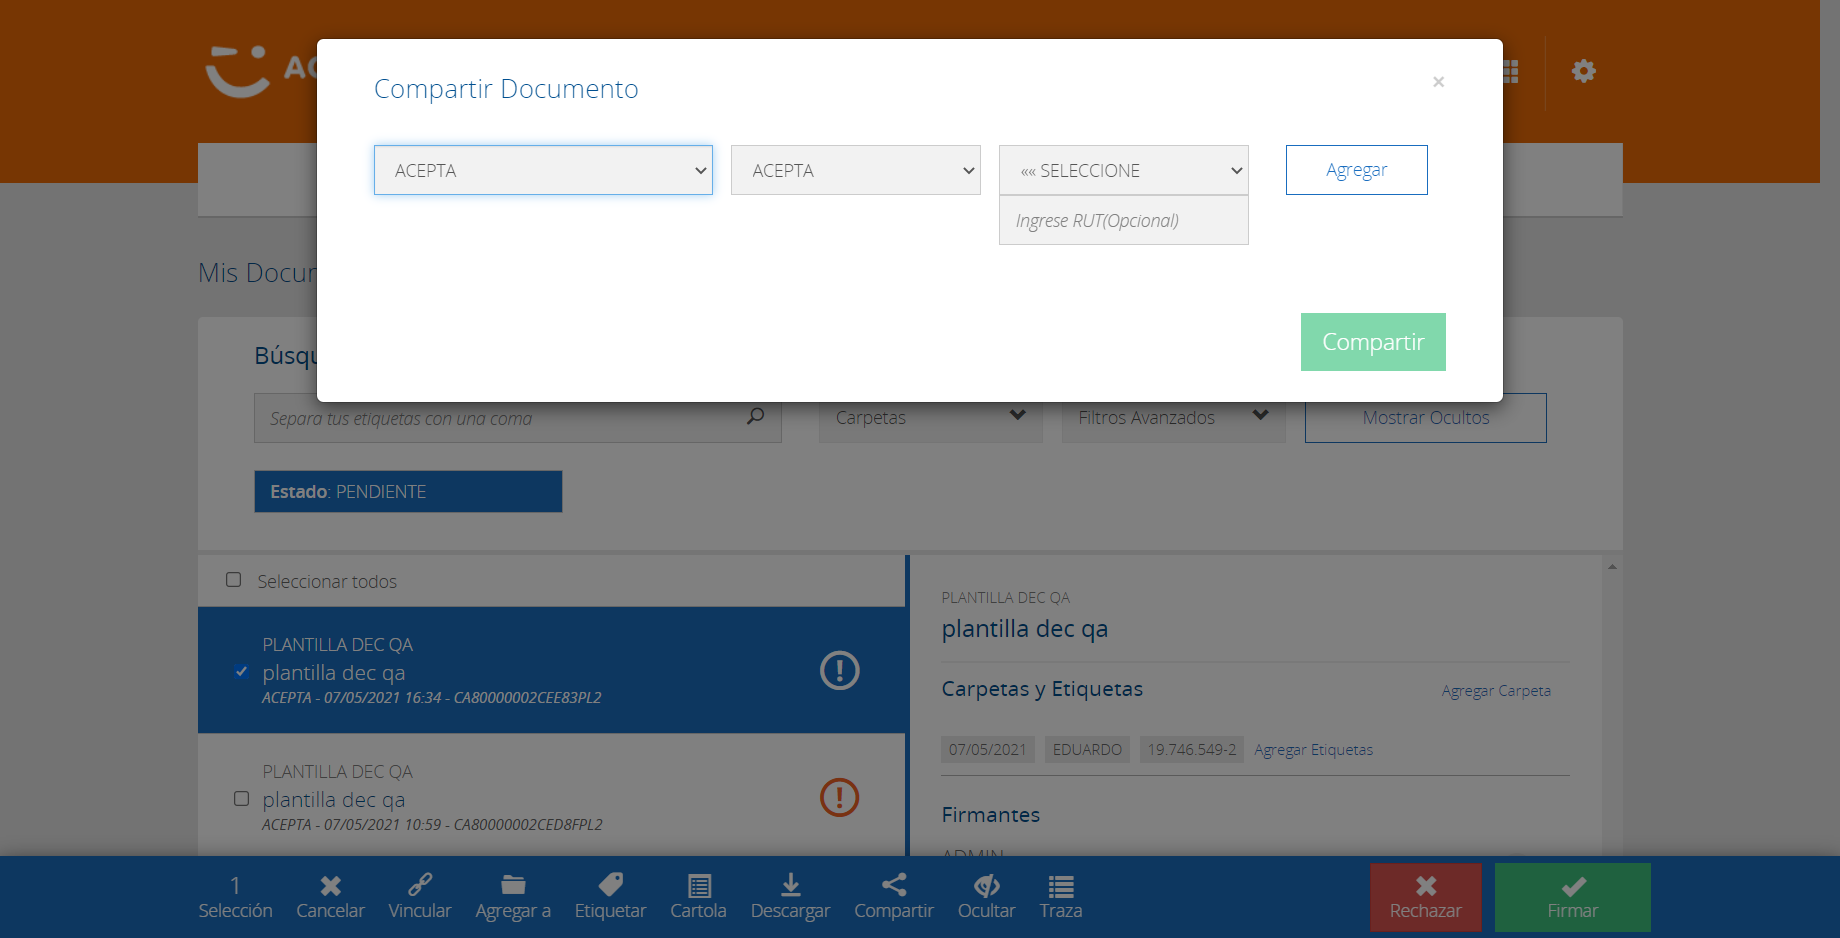 Compartir Documento
×
ACEPTA
ACEPTA
«« SELECCIONE
Agregar
Ingrese RUT(Opcional)
Compartir
Mis
Separa tus etiquetas con una coma
Carpetas
Filtros Avanzados
Mostrar Ocultos
Estado: PENDIENTE
Seleccionar todos
PLANTILLA DEC QA
plantilla dec qa
ACEPTA - 07/05/2021 16:34 - CA80000002CEE83PL2
PLANTILLA DEC QA
plantilla dec qa
ACEPTA - 07/05/2021 10:59 - CA80000002CED8FPL2
PLANTILLA DEC QA
plantilla dec qa
Carpetas y Etiquetas
Agregar Carpeta
07/05/2021 EDUARDO 19.746.549-2 Agregar Etiquetas
Firmantes
ADMIN
1
Selección Cancelar Vincular Agregar a Etiquetar Cartola Descargar Compartir Ocultar Traza Rechazar Firmar